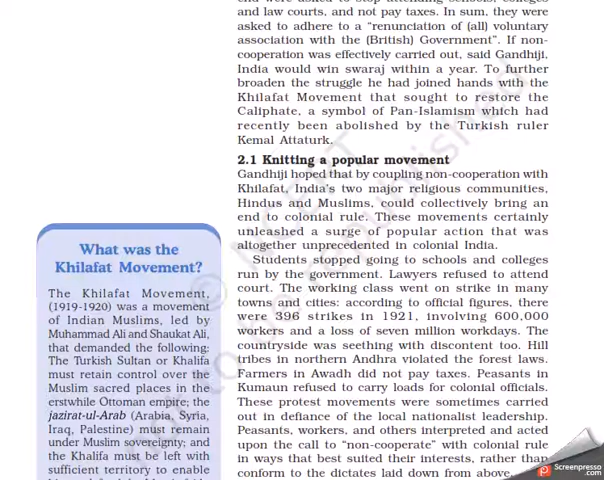 end were asked to stop attending schools, colleges
and law courts, and not pay taxes. In sum, they were
asked to adhere to a “renunciation of (all) voluntary
association with the (British) Government”. If non-
cooperation was effectively carried out, said Gandhiji,
India would win swaraj within a year. To further
broaden the struggle he had joined hands with the
Khilafat Movement that sought to restore the
Caliphate, a symbol of Pan-Islamism which had
recently been abolished by the Turkish ruler
Kemal Attaturk.
2.1 Knitting a popular movement
Gandhiji hoped that by coupling non-cooperation with
Khilafat, India's two major religious communities,
Hindus and Muslims, could collectively bring an
end to colonial rule. These movements certainly
unleashed a surge of popular action that was
altogether unprecedented in colonial India.
Students stopped going to schools and colleges
run by the government. Lawyers refused to attend
court. The working class went on strike in many
towns and cities: according to official figures, there
were 396 strikes in 1921, involving 600,000
workers and a loss of seven million workdays. The
countryside was seething with discontent too. Hill
tribes in northern Andhra violated the forest laws.
Farmers in Awadh did not pay taxes. Peasants in
Kumaun refused to carry loads for colonial officials.
These protest movements were sometimes carried
out in defiance of the local nationalist leadership.
Peasants, workers, and others interpreted and acted
upon the call to “non-cooperate” with colonial rule
in ways that best suited their interests, rather than
conform to the dictates laid down from above.
What was the
Khilafat Movement?
The Khilafat Movement,
(1919-1920) was a movement
of Indian Muslims, led by
Muhammad Ali and Shaukat Ali,
that demanded the following:
The Turkish Sultan or Khalifa
must retain control over the
Muslim sacred places in the
erstwhile Ottoman empire; the
jazirat-ul-Arab (Arabia, Syria,
Iraq, Palestine) must remain
under Muslim sovereignty; and
the Khalifa must be left with
sufficient territory to enable
© NCERT
not to be republished
Screenpresso
.com